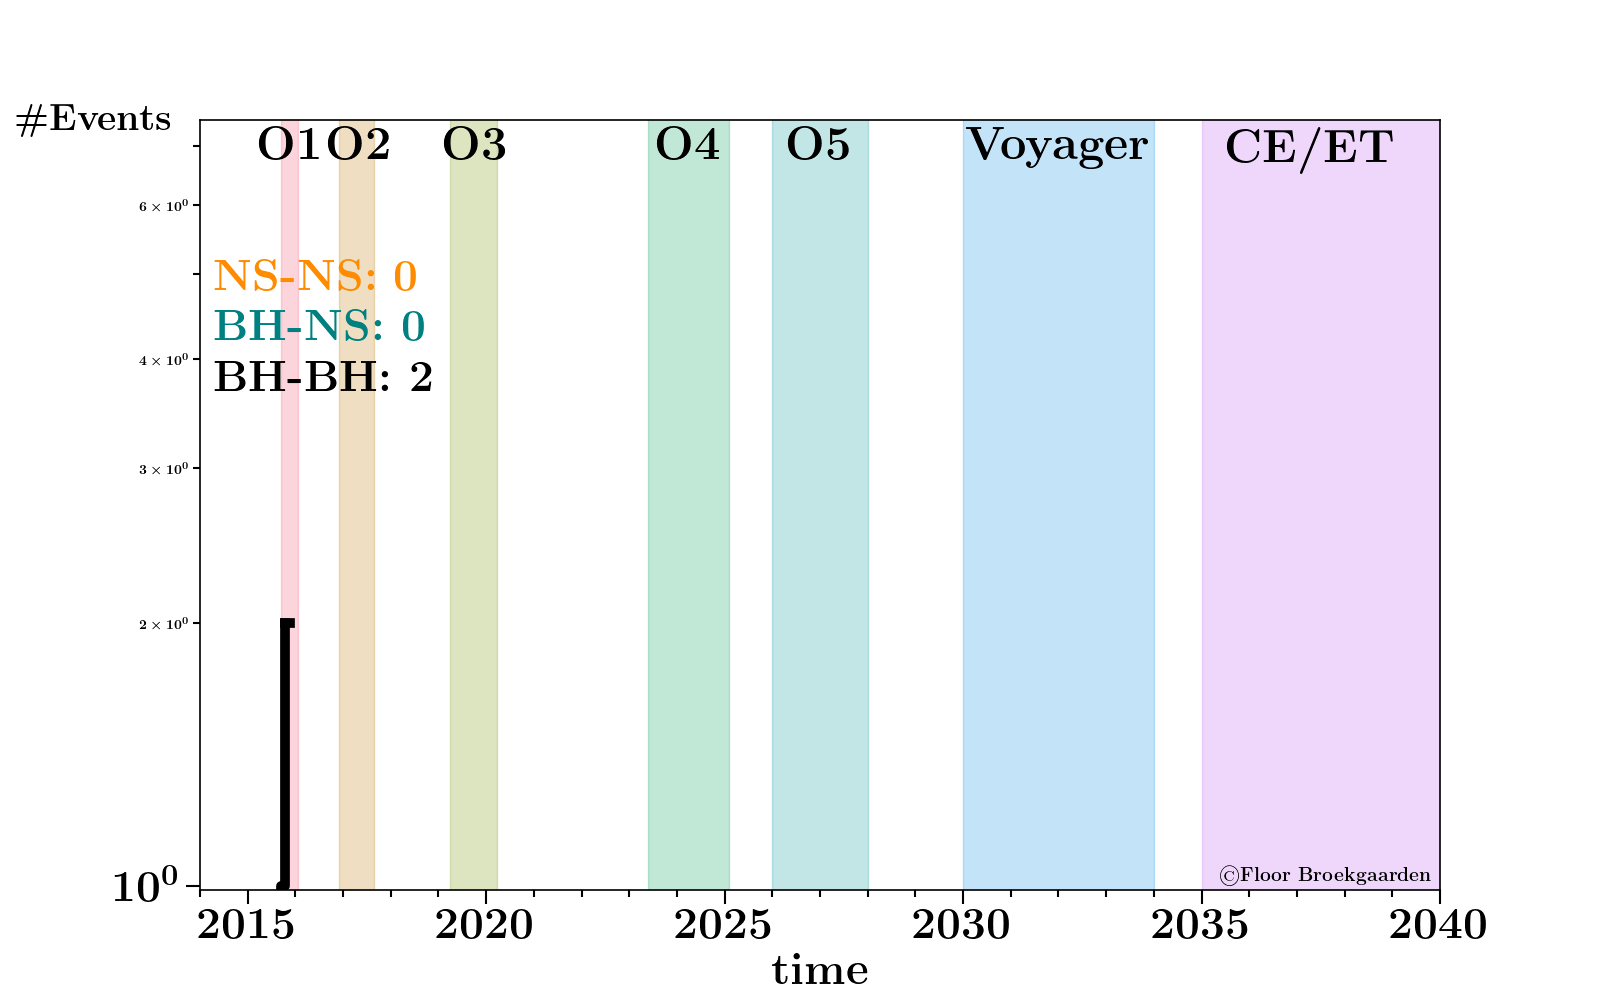 #Events
O1 O2 O3 O4 O5 Voyager CE/ET
6 × 10⁰
NS-NS: 0
BH-NS: 0
4 × 10⁰
BH-BH: 2
3 × 10⁰
2 × 10⁰
©Floor Broekgaarden
10⁰
2015 2020 2025 2030 2035 2040
time